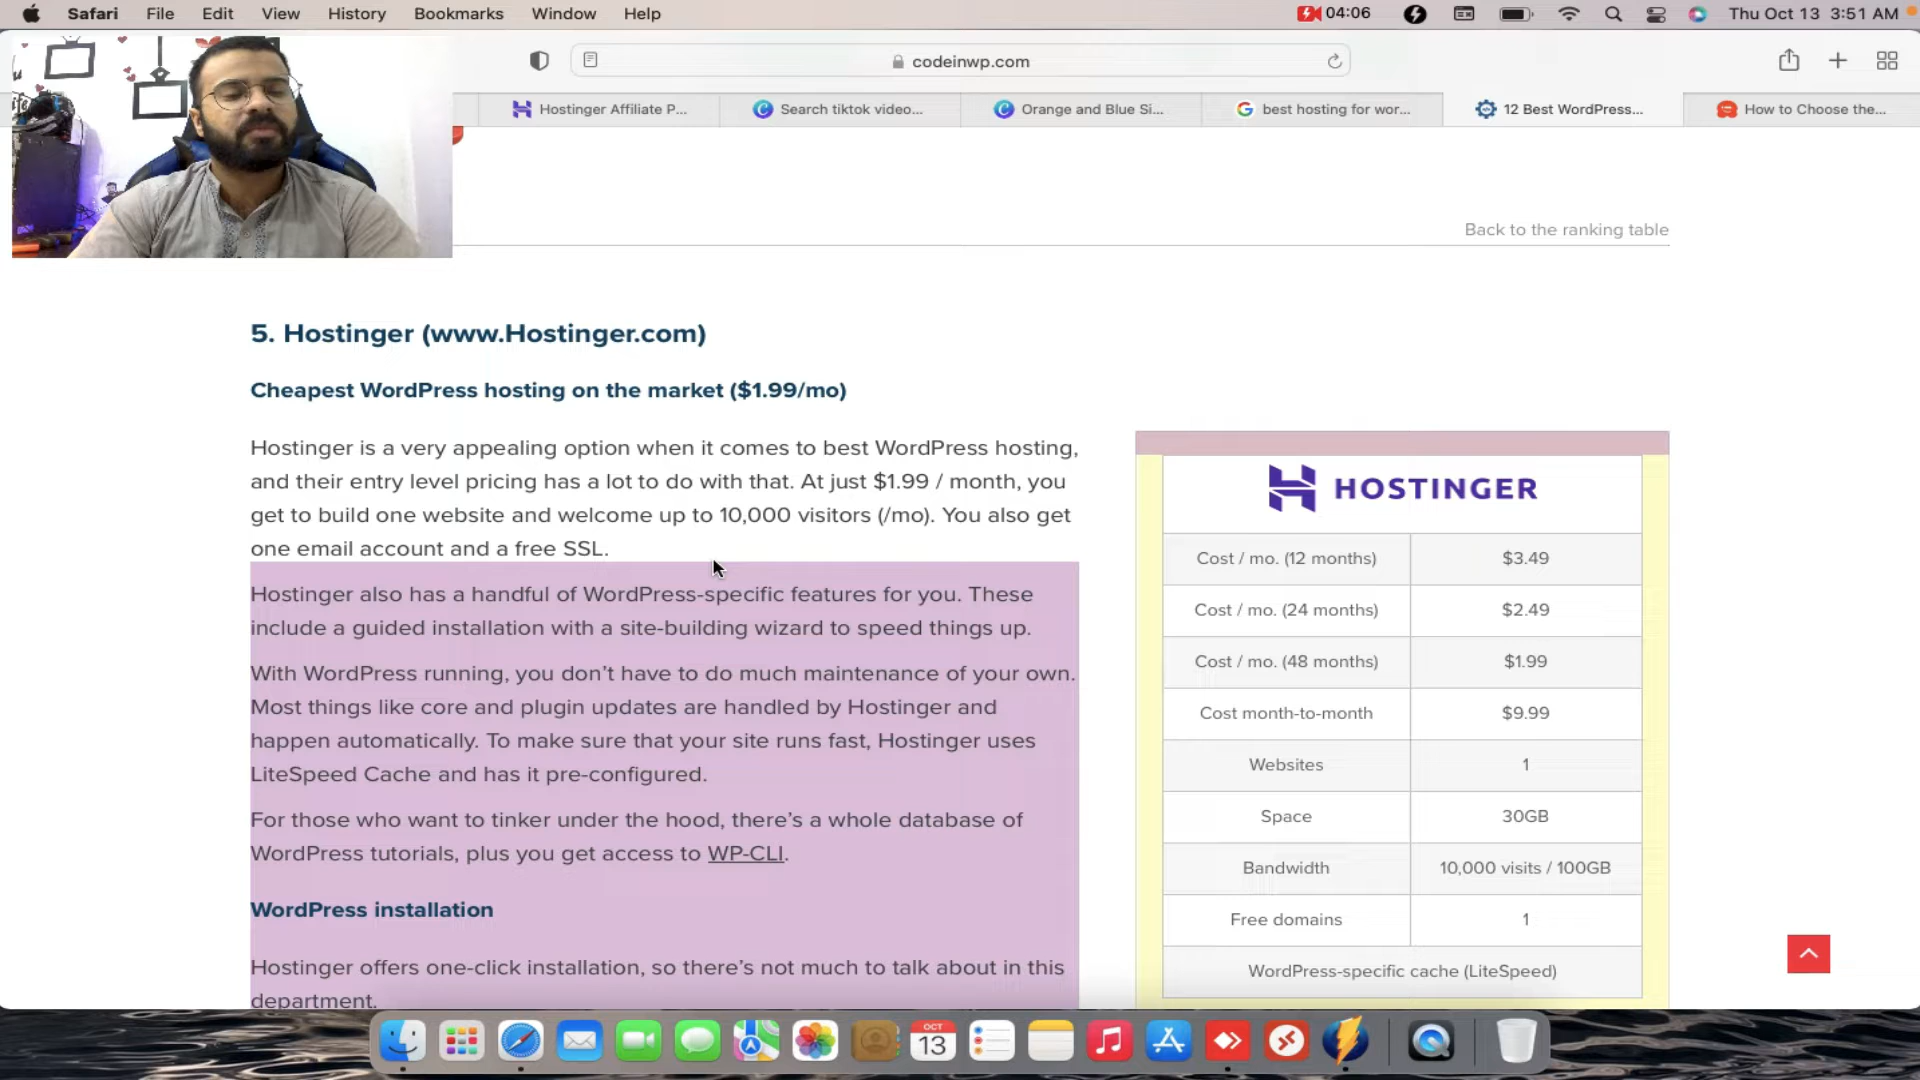 Safari File Edit View History Bookmarks Window Help 04:06 Thu Oct 13 3:51 AM
codeinwp.com
Hostinger Affiliate P... Search tiktok video... Orange and Blue Si... best hosting for wor... 12 Best WordPress... How to Choose the...
Back to the ranking table
5. Hostinger (www.Hostinger.com)
Cheapest WordPress hosting on the market ($1.99/mo)
Hostinger is a very appealing option when it comes to best WordPress hosting,
and their entry level pricing has a lot to do with that. At just $1.99 / month, you
get to build one website and welcome up to 10,000 visitors (/mo). You also get
one email account and a free SSL.
Hostinger also has a handful of WordPress-specific features for you. These
include a guided installation with a site-building wizard to speed things up.
With WordPress running, you don’t have to do much maintenance of your own.
Most things like core and plugin updates are handled by Hostinger and
happen automatically. To make sure that your site runs fast, Hostinger uses
LiteSpeed Cache and has it pre-configured.
For those who want to tinker under the hood, there’s a whole database of
WordPress tutorials, plus you get access to WP-CLI.
WordPress installation
Hostinger offers one-click installation, so there’s not much to talk about in this
department.
HOSTINGER
Cost / mo. (12 months) $3.49
Cost / mo. (24 months) $2.49
Cost / mo. (48 months) $1.99
Cost month-to-month $9.99
Websites 1
Space 30GB
Bandwidth 10,000 visits / 100GB
Free domains 1
WordPress-specific cache (LiteSpeed)
OCT
13